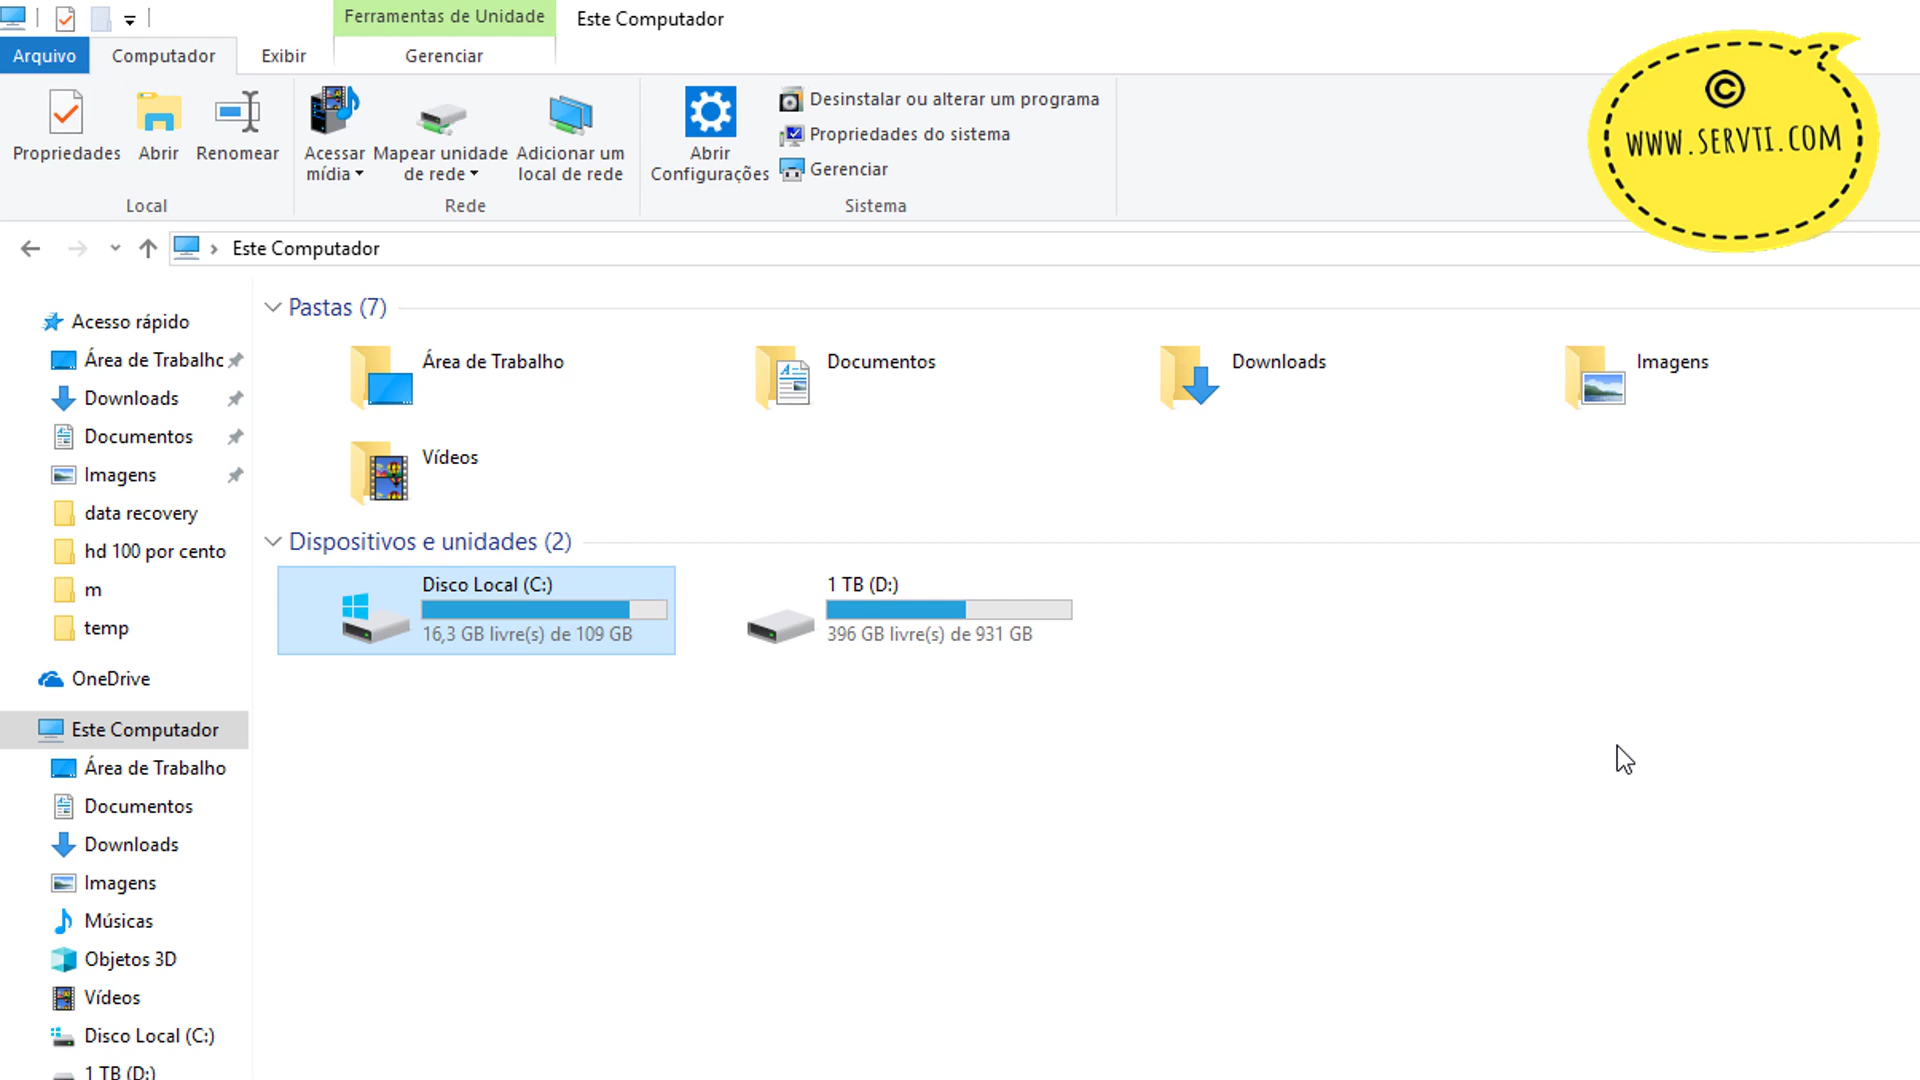 Ferramentas de Unidade
Este Computador
Arquivo
Computador
Exibir
Gerenciar
Propriedades
Abrir
Renomear
Acessar
mídia
Mapear unidade
de rede
Adicionar um
local de rede
Abrir
Configurações
Desinstalar ou alterar um programa
Propriedades do sistema
Gerenciar
Local
Rede
Sistema
©
WWW.SERVTI.COM
Este Computador
Acesso rápido
Área de Trabalhc
Downloads
Documentos
Imagens
data recovery
hd 100 por cento
m
temp
OneDrive
Este Computador
Área de Trabalho
Documentos
Downloads
Imagens
Músicas
Objetos 3D
Vídeos
Disco Local (C:)
1 TB (D:)
Pastas (7)
Área de Trabalho
Documentos
Downloads
Imagens
Vídeos
Dispositivos e unidades (2)
Disco Local (C:)
16,3 GB livre(s) de 109 GB
1 TB (D:)
396 GB livre(s) de 931 GB